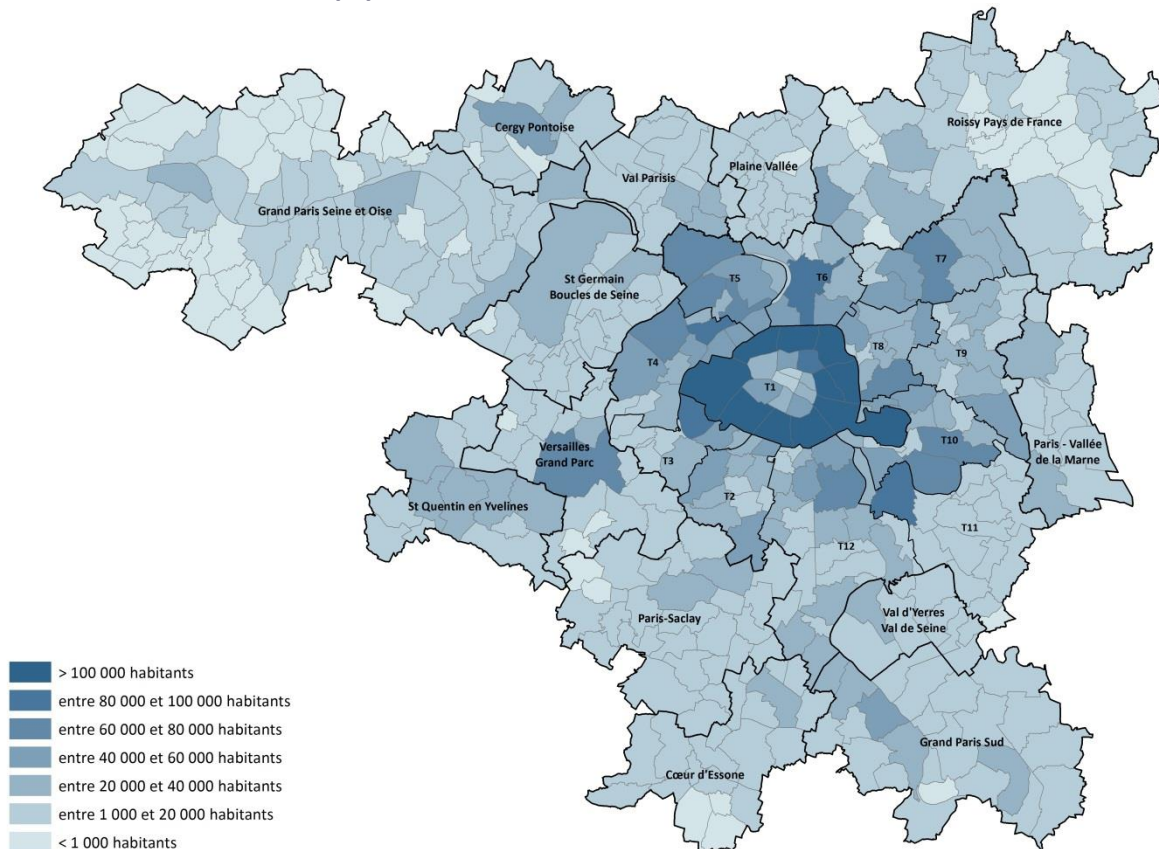 Roissy Pays de France
Cergy Pontoise
Plaine Vallée
Val Parisis
Grand Paris Seine et Oise
T7
T6
T5
St Germain
Boucles de Seine
T8
T9
T4
T1
T10
Versailles
Grand Parc
T3
Paris - Vallée
de la Marne
St Quentin en Yvelines
T2
T11
T12
Val d'Yerres
Val de Seine
Paris-Saclay
Grand Paris Sud
Cœur d'Essone
> 100 000 habitants
entre 80 000 et 100 000 habitants
entre 60 000 et 80 000 habitants
entre 40 000 et 60 000 habitants
entre 20 000 et 40 000 habitants
entre 1 000 et 20 000 habitants
< 1 000 habitants